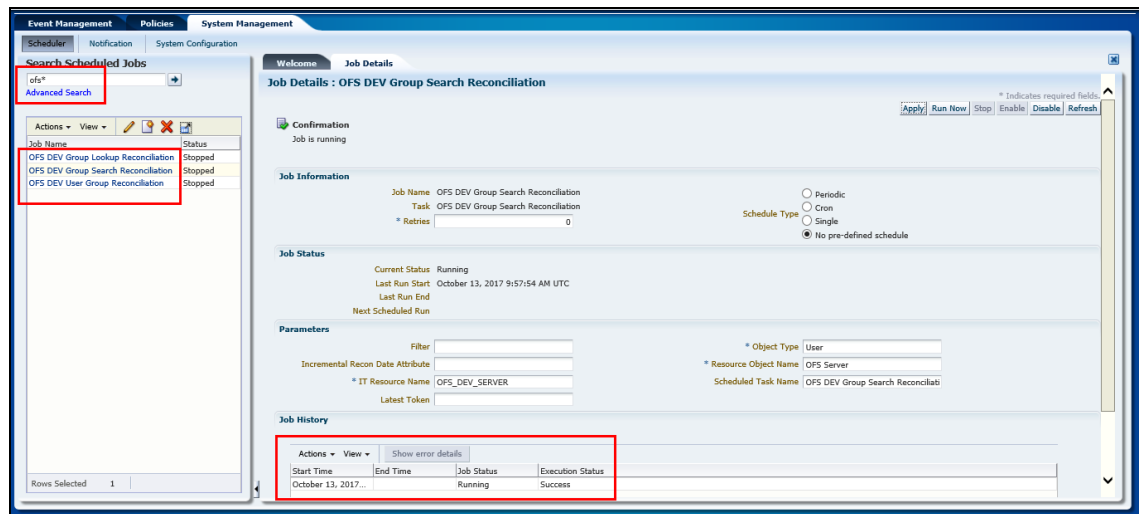 Event Management Policies System Management
Scheduler Notification System Configuration
Search Scheduled Jobs
ofs*
Advanced Search
Actions View
Job Name Status
OFS DEV Group Lookup Reconciliation Stopped
OFS DEV Group Search Reconciliation Stopped
OFS DEV User Group Reconciliation Stopped
Rows Selected 1
Welcome Job Details
Job Details : OFS DEV Group Search Reconciliation
* Indicates required fields.
Apply Run Now Stop Enable Disable Refresh
Confirmation
Job is running
Job Information
Job Name OFS DEV Group Search Reconciliation
Task OFS DEV Group Search Reconciliation
* Retries 0
Schedule Type
Periodic
Cron
Single
No pre-defined schedule
Job Status
Current Status Running
Last Run Start October 13, 2017 9:57:54 AM UTC
Last Run End
Next Scheduled Run
Parameters
Filter
* Object Type User
Incremental Recon Date Attribute
* Resource Object Name OFS Server
* IT Resource Name OFS_DEV_SERVER
Scheduled Task Name OFS DEV Group Search Reconciliati
Latest Token
Job History
Actions View Show error details
Start Time End Time Job Status Execution Status
October 13, 2017... Running Success